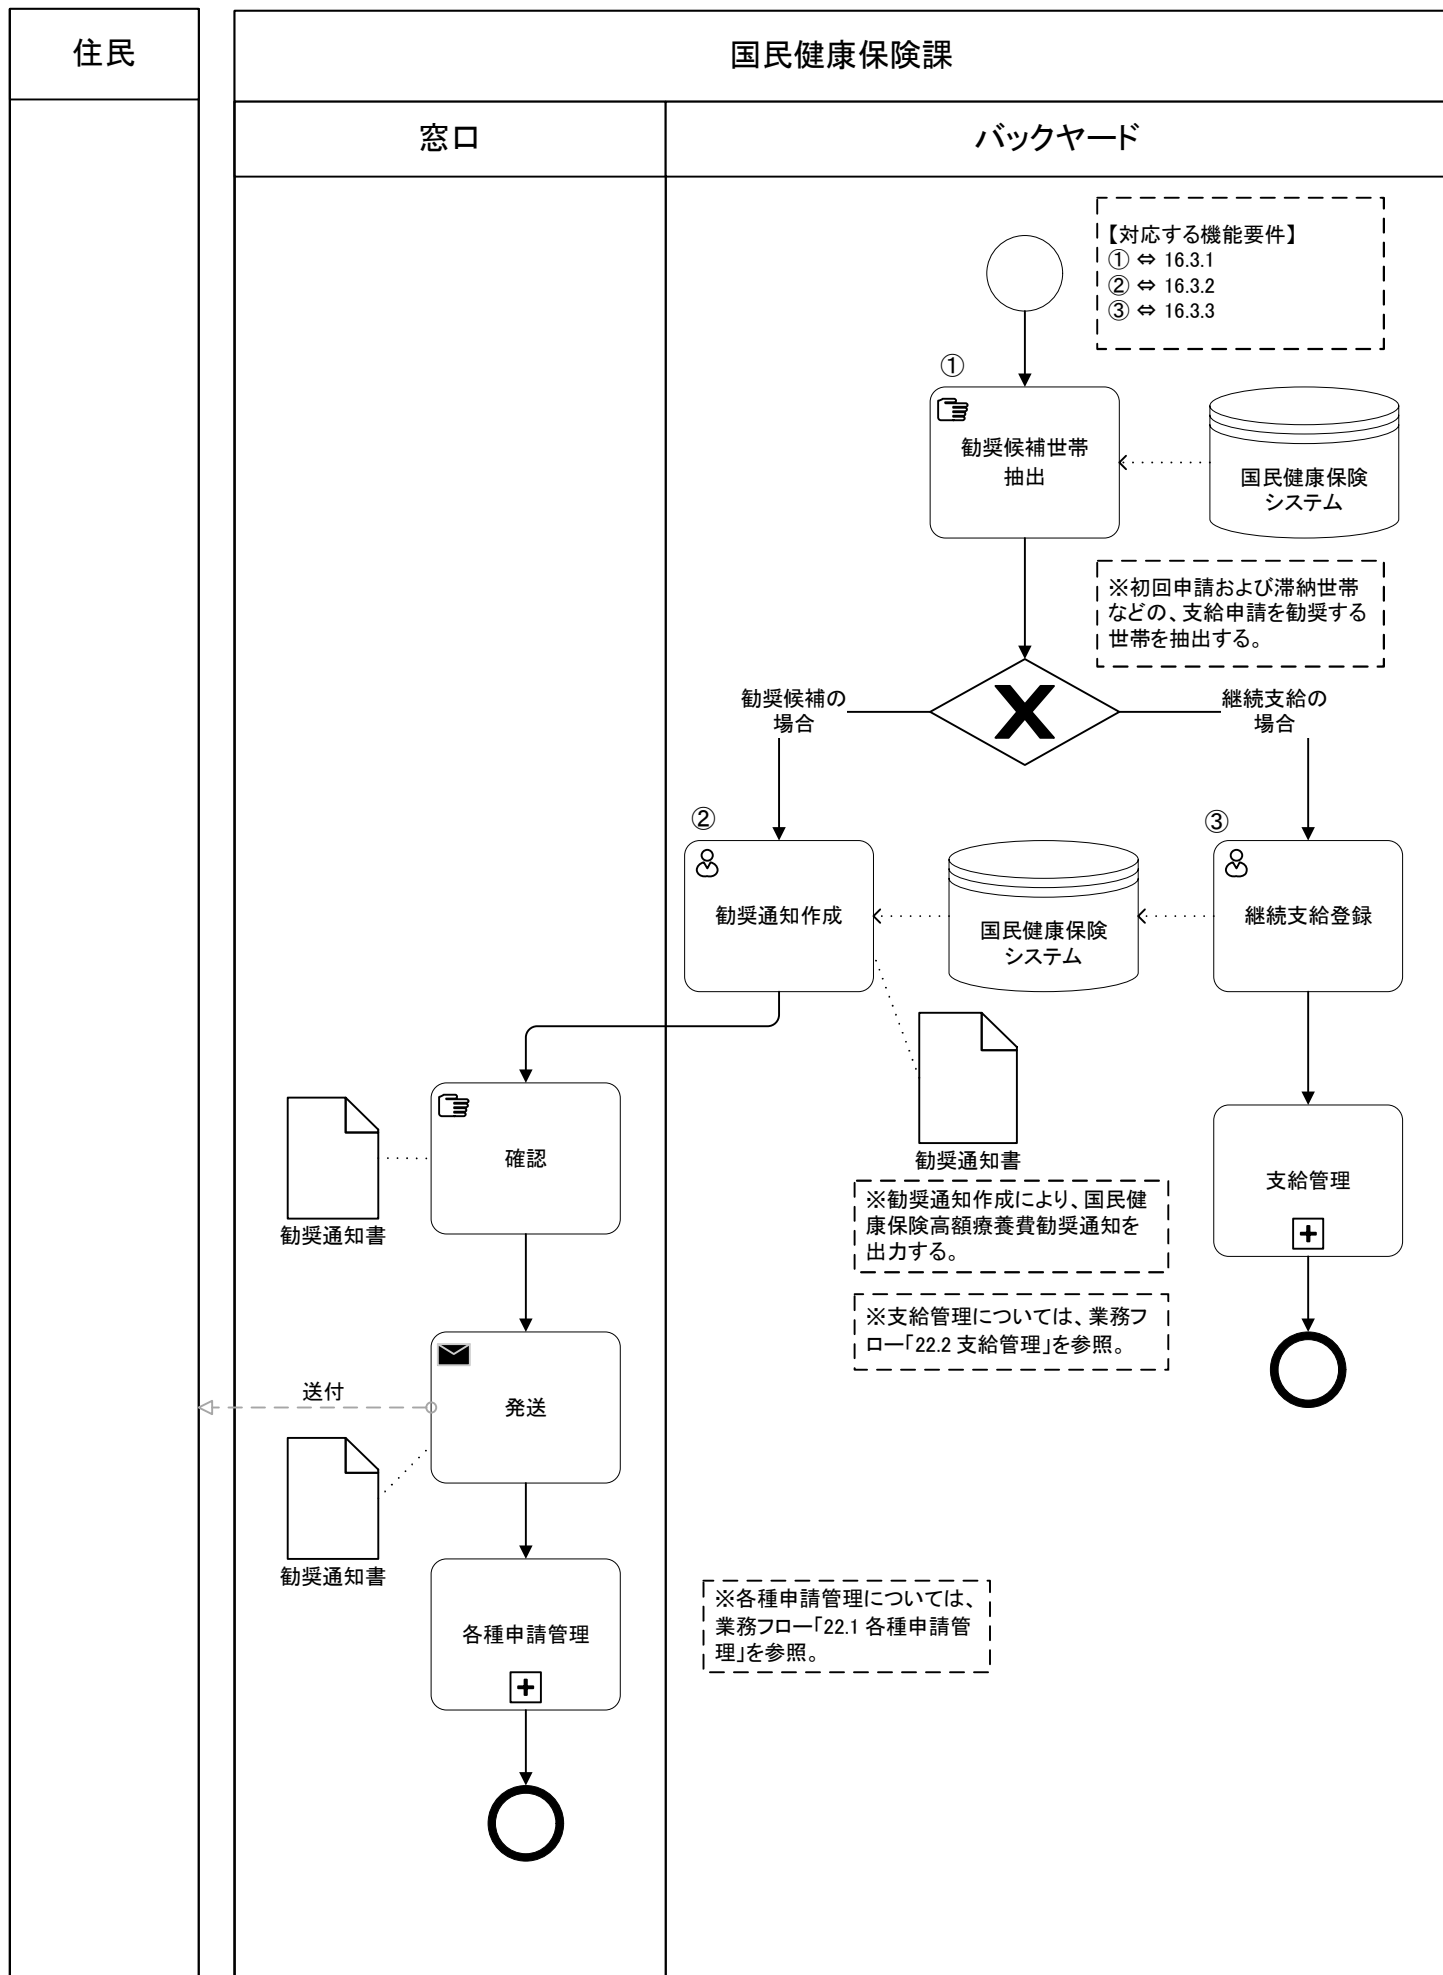 住民
国民健康保険課
窓口
バックヤード
【対応する機能要件】
① ⇔ 16.3.1
② ⇔ 16.3.2
③ ⇔ 16.3.3
①
勧奨候補世帯
抽出
国民健康保険
システム
※初回申請および滞納世帯
などの、支給申請を勧奨する
世帯を抽出する。
勧奨候補の
場合
継続支給の
場合
②
勧奨通知作成
国民健康保険
システム
③
継続支給登録
勧奨通知書
※勧奨通知作成により、国民健
康保険高額療養費勧奨通知を
出力する。
※支給管理については、業務フ
ロー「22.2 支給管理」を参照。
支給管理
確認
勧奨通知書
送付
発送
勧奨通知書
各種申請管理
※各種申請管理については、
業務フロー「22.1 各種申請管
理」を参照。